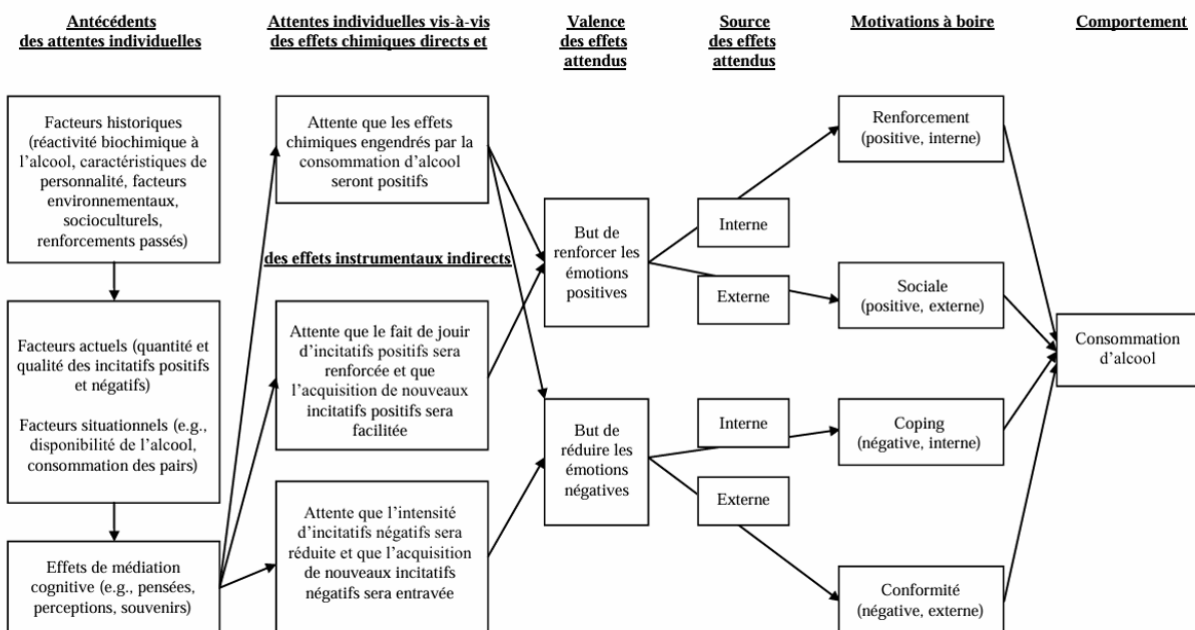 Antécédents
des attentes individuelles
Attentes individuelles vis-à-vis
des effets chimiques directs et
Valence
des effets
attendus
Source
des effets
attendus
Motivations à boire
Comportement
Facteurs historiques
(réactivité biochimique à
l'alcool, caractéristiques de
personnalité, facteurs
environnementaux,
socioculturels,
renforcements passés)
Facteurs actuels (quantité et
qualité des incitatifs positifs
et négatifs)
Facteurs situationnels (e.g.,
disponibilité de l'alcool,
consommation des pairs)
Effets de médiation
cognitive (e.g., pensées,
perceptions, souvenirs)
Attente que les effets
chimiques engendrés par la
consommation d'alcool
seront positifs
des effets instrumentaux indirects
Attente que le fait de jouir
d'incitatifs positifs sera
renforcée et que
l'acquisition de nouveaux
incitatifs positifs sera
facilitée
Attente que l'intensité
d'incitatifs négatifs sera
réduite et que l'acquisition
de nouveaux incitatifs
négatifs sera entravée
But de
renforcer les
émotions
positives
But de
réduire les
émotions
négatives
Interne
Externe
Interne
Externe
Renforcement
(positive, interne)
Sociale
(positive, externe)
Coping
(négative, interne)
Conformité
(négative, externe)
Consommation
d'alcool